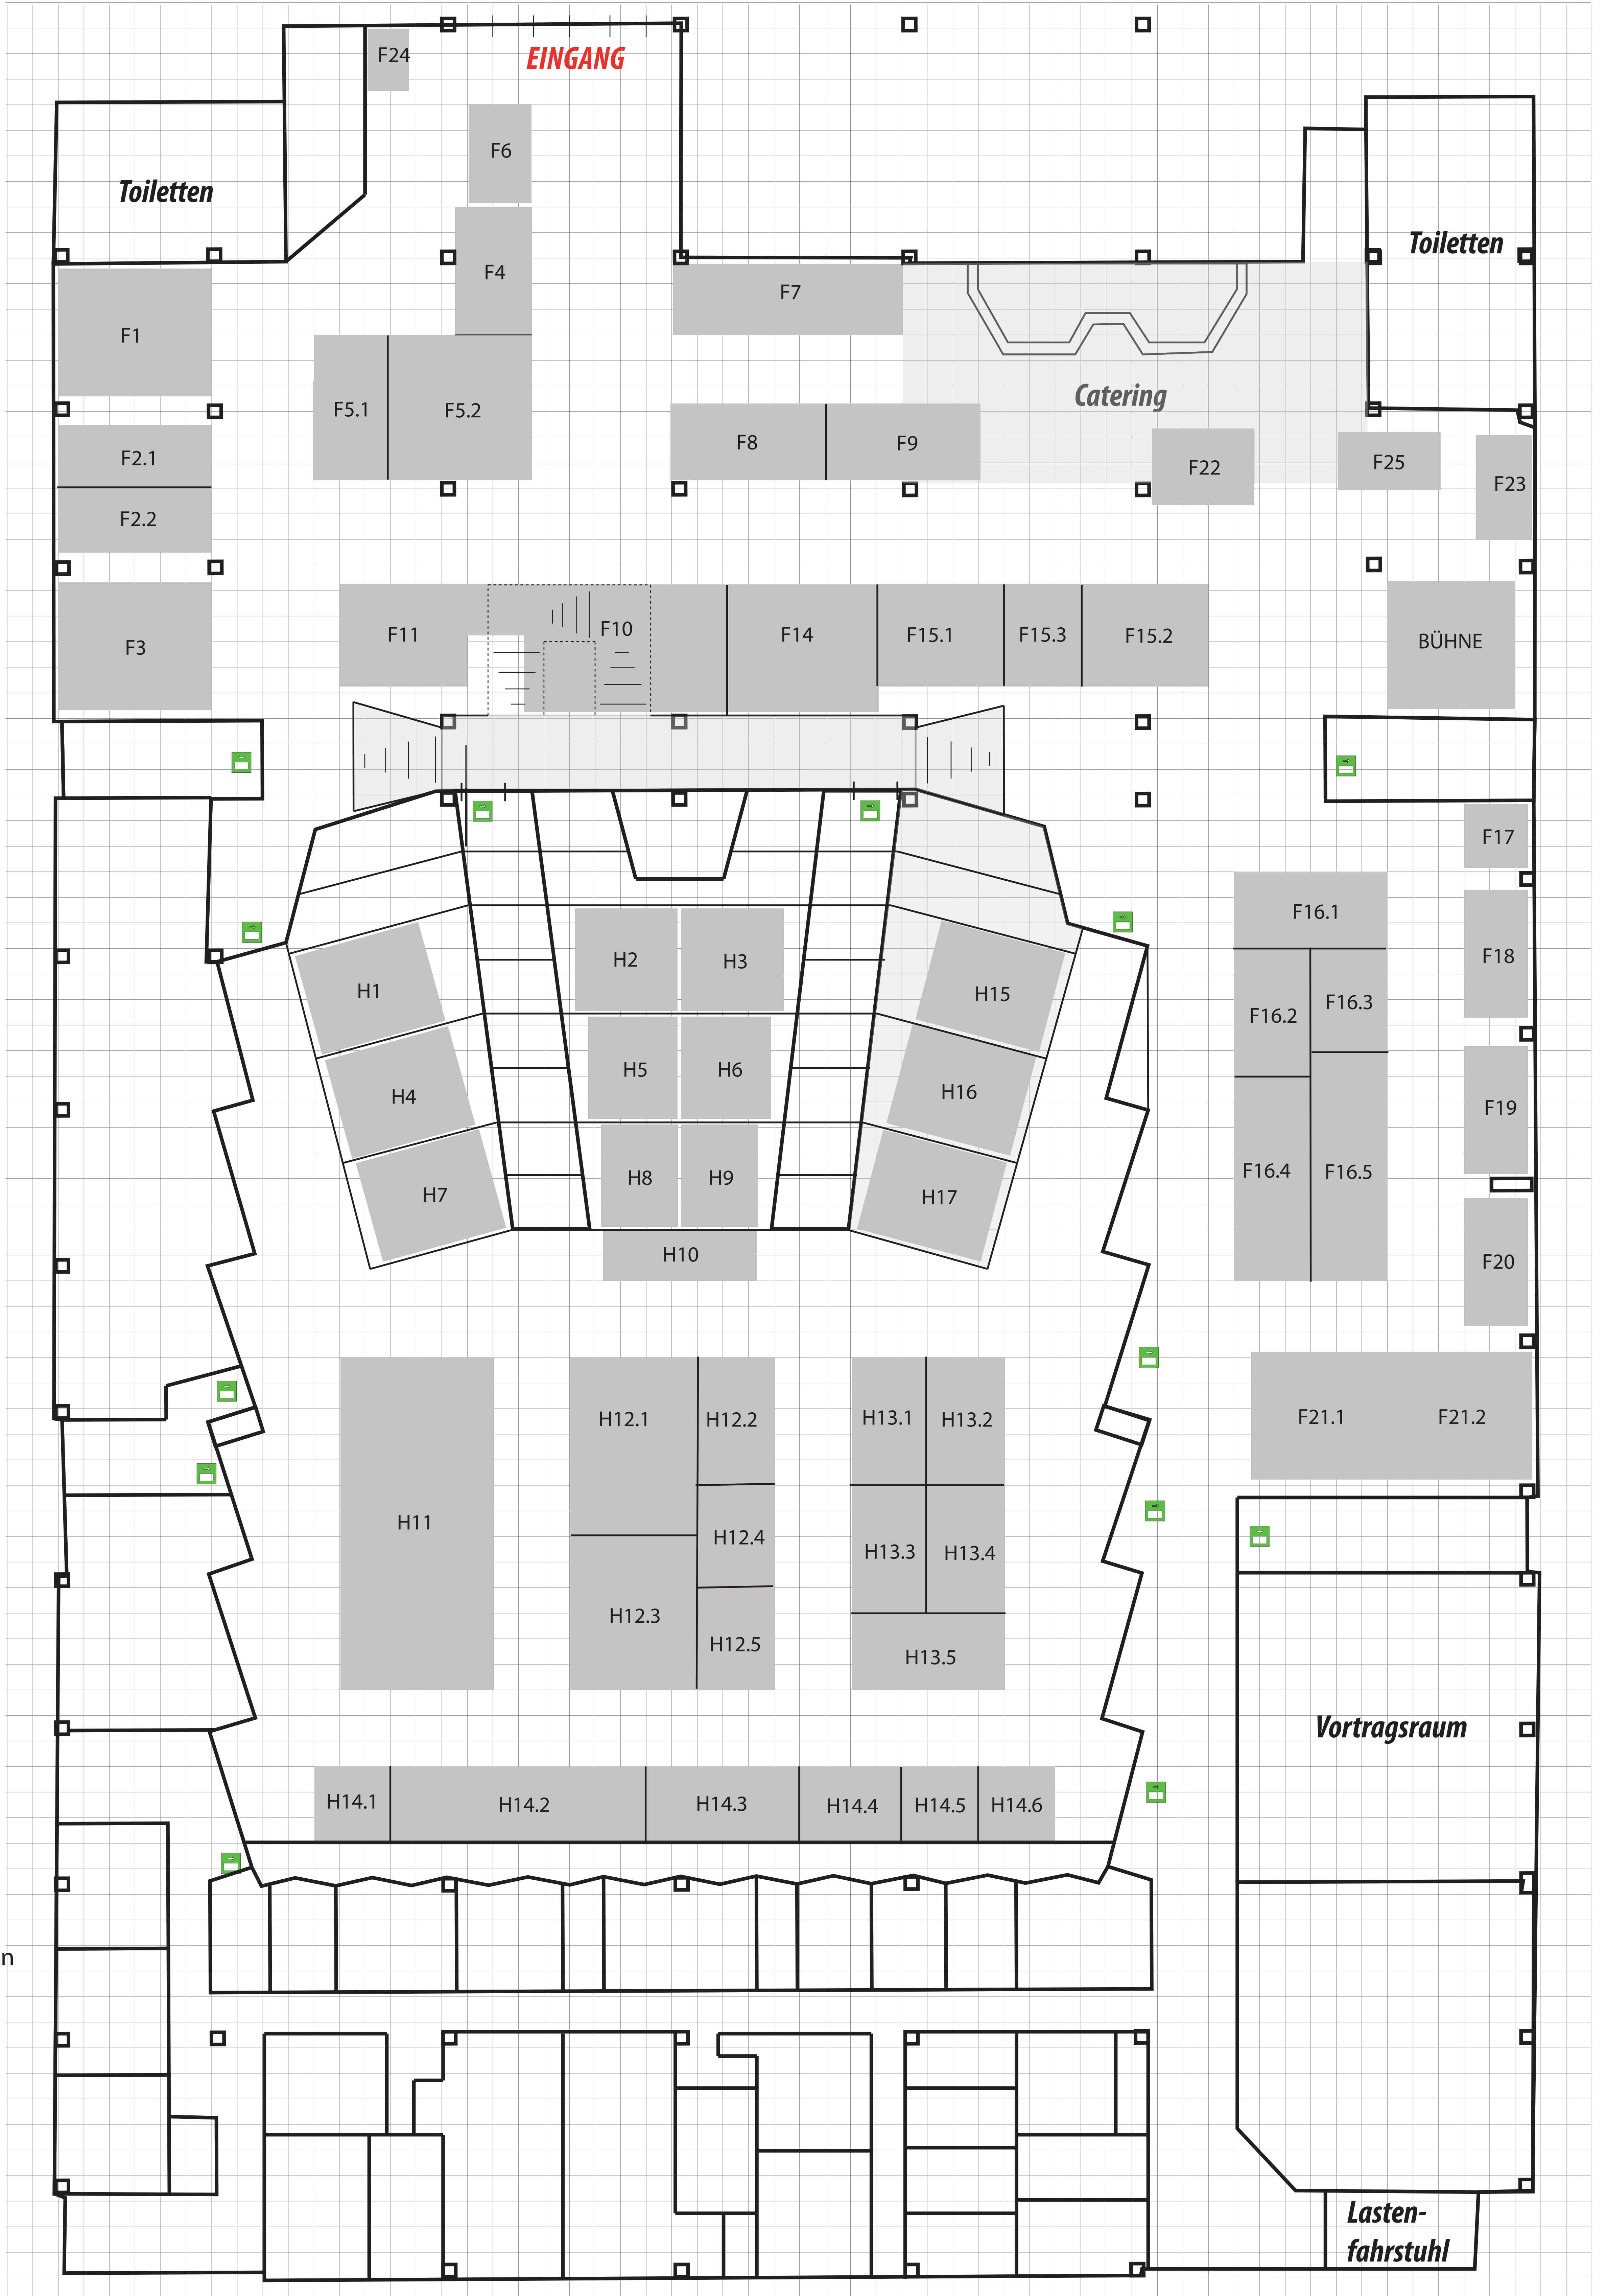 F24
EINGANG
F6
Toiletten
Toiletten
F4
F7
F1
Catering
F5.1
F5.2
F8
F9
F2.1
F22
F25
F23
F2.2
F11
F10
F14
F15.1
F15.3
F15.2
BÜHNE
F3
F17
F16.1
H1
H2
H3
H15
F18
F16.2
F16.3
H4
H5
H6
H16
F19
H7
H8
H9
H17
F16.4
F16.5
H10
F20
H12.1
H12.2
H13.1
H13.2
F21.1
F21.2
H11
H12.4
H13.3
H13.4
H12.3
H12.5
H13.5
Vortragsraum
H14.1
H14.2
H14.3
H14.4
H14.5
H14.6
n
Lasten-
fahrstuhl